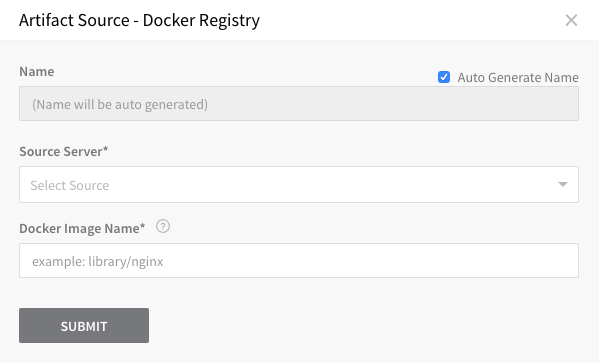 Artifact Source - Docker Registry
Name
Auto Generate Name
(Name will be auto generated)
Source Server*
Select Source
Docker Image Name*
example: library/nginx
SUBMIT